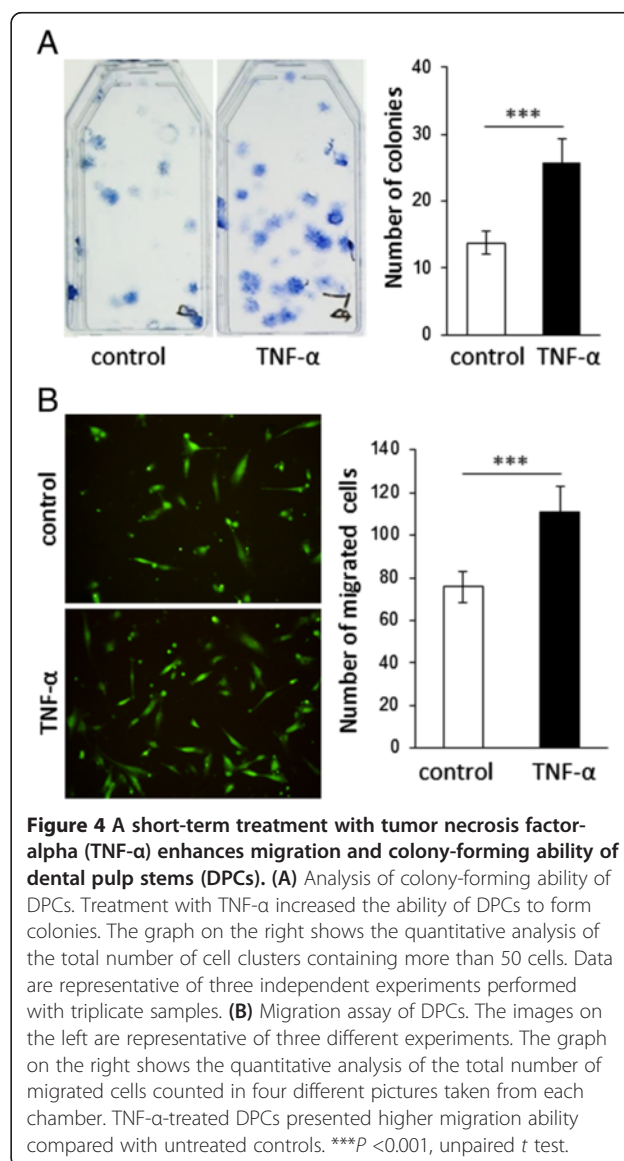 A
40
30
20
10
0
Number of colonies
***
control TNF-α
control TNF-α
B
control
TNF-α
140
120
100
80
60
40
20
0
Number of migrated cells
***
control TNF-α
Figure 4 A short-term treatment with tumor necrosis factor-
alpha (TNF-α) enhances migration and colony-forming ability of
dental pulp stems (DPCs). (A) Analysis of colony-forming ability of
DPCs. Treatment with TNF-α increased the ability of DPCs to form
colonies. The graph on the right shows the quantitative analysis of
the total number of cell clusters containing more than 50 cells. Data
are representative of three independent experiments performed
with triplicate samples. (B) Migration assay of DPCs. The images on
the left are representative of three different experiments. The graph
on the right shows the quantitative analysis of the total number of
migrated cells counted in four different pictures taken from each
chamber. TNF-α-treated DPCs presented higher migration ability
compared with untreated controls. ***P <0.001, unpaired t test.